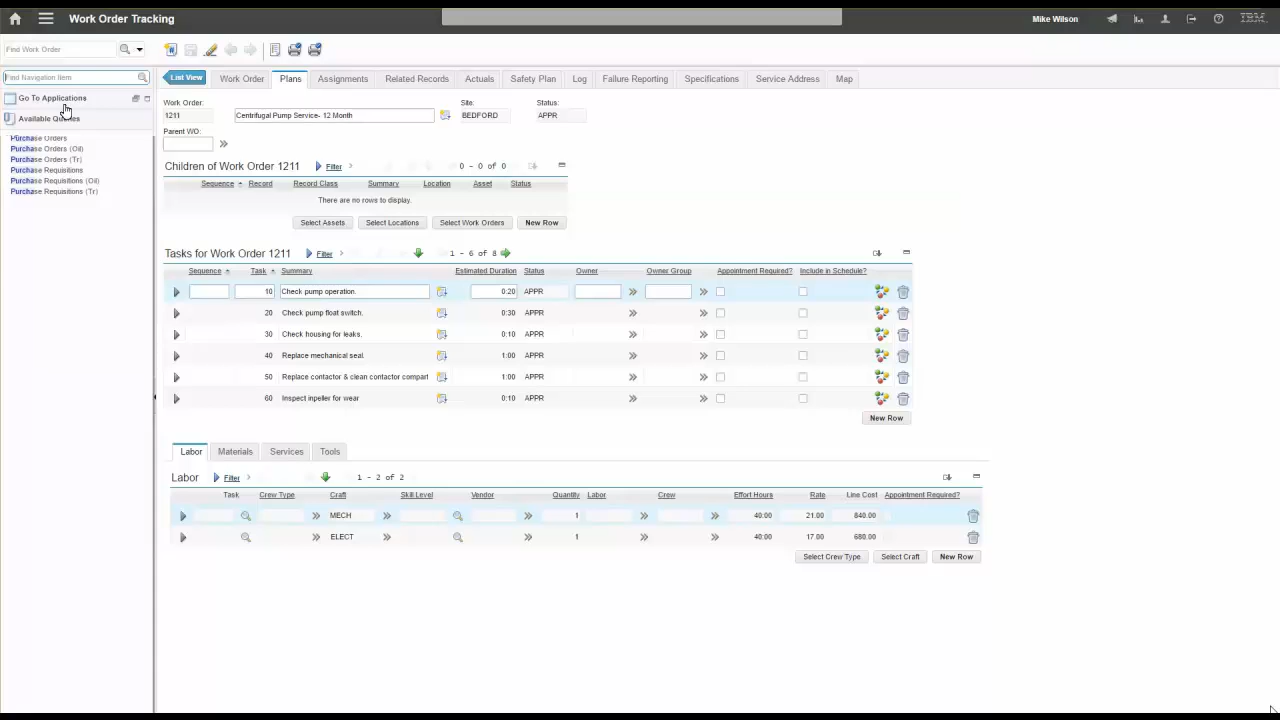 Work Order Tracking
Mike Wilson
IBM
Find Work Order
Find Navigation Item
Go To Applications
Available Queries
Purchase Orders
Purchase Orders (Oil)
Purchase Orders (Tr)
Purchase Requisitions
Purchase Requisitions (Oil)
Purchase Requisitions (Tr)
List View Work Order Plans Assignments Related Records Actuals Safety Plan Log Failure Reporting Specifications Service Address Map
Work Order: Site: Status:
1211 Centrifugal Pump Service- 12 Month BEDFORD APPR
Parent WO:
Children of Work Order 1211 Filter 0 - 0 of 0
Sequence Record Record Class Summary Location Asset Status
There are no rows to display.
Select Assets Select Locations Select Work Orders New Row
Tasks for Work Order 1211 Filter 1 - 6 of 8
Sequence Task Summary Estimated Duration Status Owner Owner Group Appointment Required? Include in Schedule?
10 Check pump operation. 0:20 APPR
20 Check pump float switch. 0:30 APPR
30 Check housing for leaks. 0:10 APPR
40 Replace mechanical seal. 1:00 APPR
50 Replace contactor & clean contactor compart 1:00 APPR
60 Inspect inpeller for wear 0:10 APPR
New Row
Labor Materials Services Tools
Labor Filter 1 - 2 of 2
Task Crew Type Craft Skill Level Vendor Quantity Labor Crew Effort Hours Rate Line Cost Appointment Required?
MECH 1 40:00 21.00 840.00
ELECT 1 40:00 17.00 680.00
Select Crew Type Select Craft New Row